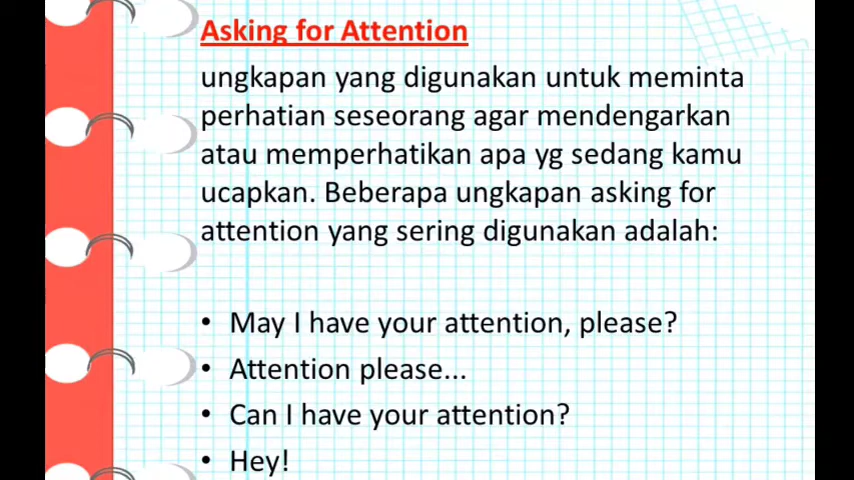 Asking for Attention
ungkapan yang digunakan untuk meminta
perhatian seseorang agar mendengarkan
atau memperhatikan apa yg sedang kamu
ucapkan. Beberapa ungkapan asking for
attention yang sering digunakan adalah:
• May I have your attention, please?
• Attention please...
• Can I have your attention?
• Hey!